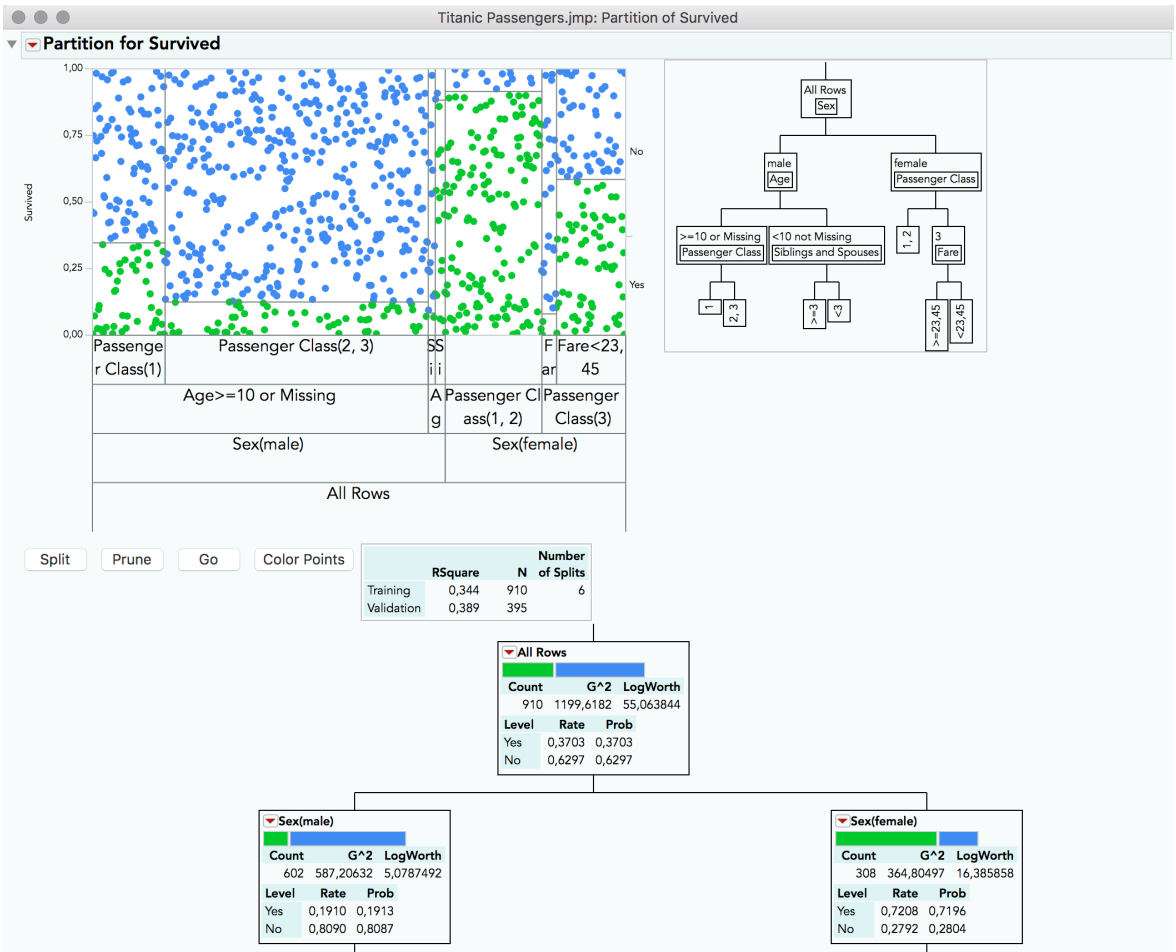 Titanic Passengers.jmp: Partition of Survived
Partition for Survived
1,00
0,75
0,50
0,25
0,00
Survived
No
Yes
Passenge
r Class(1)
Passenger Class(2, 3)
S
i
S
i
F
ar
Fare<23,
45
Age>=10 or Missing
A
g
Passenger Cl
ass(1, 2)
Passenger
Class(3)
Sex(male)
Sex(female)
All Rows
All Rows
Sex
male
Age
female
Passenger Class
>=10 or Missing
Passenger Class
<10 not Missing
Siblings and Spouses
1, 2
3
Fare
1
2, 3
>=3
<3
>=23,45
<23,45
Split Prune Go Color Points
Number
RSquare N of Splits
Training 0,344 910 6
Validation 0,389 395
All Rows
Count G^2 LogWorth
910 1199,6182 55,063844
Level Rate Prob
Yes 0,3703 0,3703
No 0,6297 0,6297
Sex(male)
Count G^2 LogWorth
602 587,20632 5,0787492
Level Rate Prob
Yes 0,1910 0,1913
No 0,8090 0,8087
Sex(female)
Count G^2 LogWorth
308 364,80497 16,385858
Level Rate Prob
Yes 0,7208 0,7196
No 0,2792 0,2804